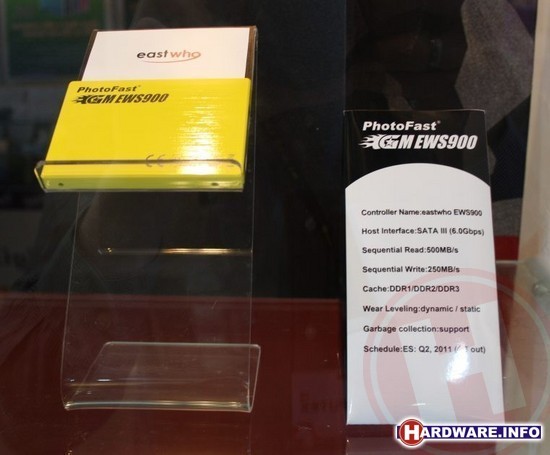 eastwho
PhotoFast®
GM EWS900
CE
PhotoFast®
GM EWS900
Controller Name:eastwho EWS900
Host Interface:SATA III (6.0Gbps)
Sequential Read:500MB/s
Sequential Write:250MB/s
Cache:DDR1/DDR2/DDR3
Wear Leveling:dynamic / static
Garbage collection:support
Schedule:ES: Q2, 2011 ( out)
HARDWARE.INFO